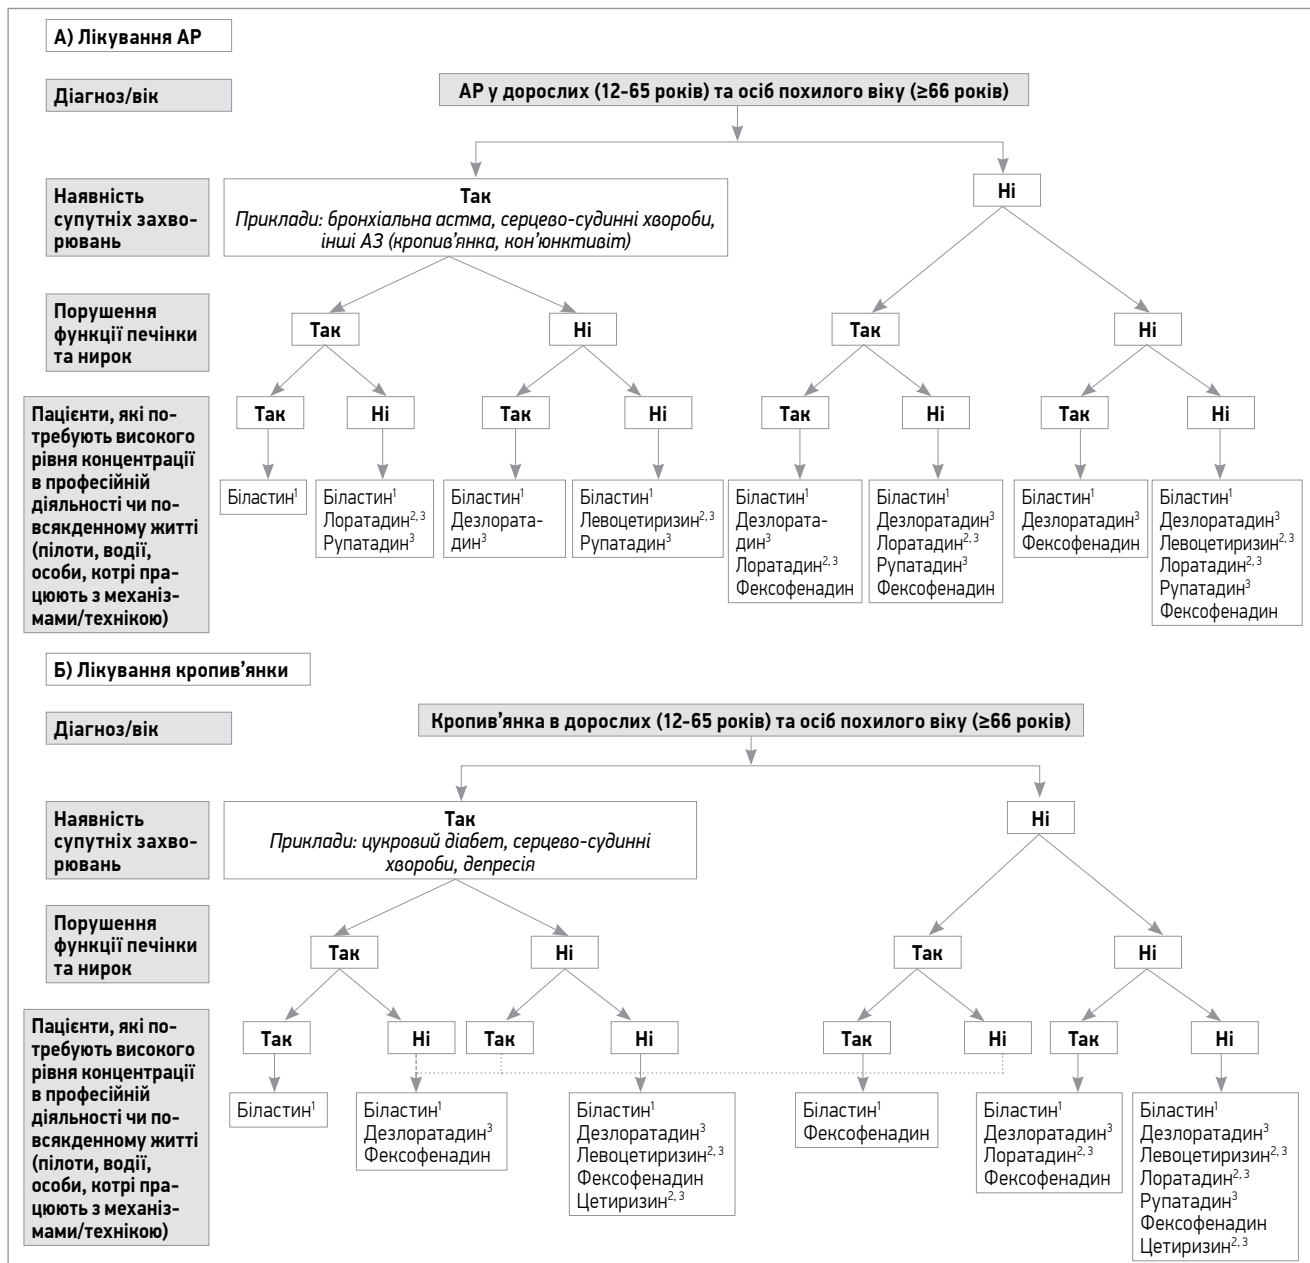 А) Лікування АР
Діагноз/вік
АР у дорослих (12-65 років) та осіб похилого віку (≥66 років)
Наявність
супутніх захво-
рювань
Так
Приклади: бронхіальна астма, серцево-судинні хвороби,
інші АЗ (кропив’янка, кон’юнктивіт)
Ні
Порушення
функції печінки
та нирок
Так
Ні
Так
Ні
Пацієнти, які по-
требують високого
рівня концентрації
в професійній
діяльності чи по-
всякденному житті
(пілоти, водії,
особи, котрі пра-
цюють з механіз-
мами/технікою)
Так
Ні
Так
Ні
Так
Ні
Так
Ні
Біластин¹
Біластин¹
Лоратадин²,³
Рупатадин³
Біластин¹
Дезлората-
дин³
Біластин¹
Левоцетиризин²,³
Рупатадин³
Біластин¹
Дезлората-
дин³
Лоратадин²,³
Фексофенадин
Біластин¹
Дезлоратадин³
Лоратадин²,³
Рупатадин³
Фексофенадин
Біластин¹
Дезлоратадин³
Фексофенадин
Біластин¹
Дезлоратадин³
Левоцетиризин²,³
Лоратадин²,³
Рупатадин³
Фексофенадин
Б) Лікування кропив’янки
Діагноз/вік
Кропив’янка в дорослих (12-65 років) та осіб похилого віку (≥66 років)
Наявність
супутніх захво-
рювань
Так
Приклади: цукровий діабет, серцево-судинні
хвороби, депресія
Ні
Порушення
функції печінки
та нирок
Так
Ні
Так
Ні
Пацієнти, які по-
требують високого
рівня концентрації
в професійній
діяльності чи по-
всякденному житті
(пілоти, водії,
особи, котрі пра-
цюють з механіз-
мами/технікою)
Так
Ні
Так
Ні
Так
Ні
Так
Ні
Біластин¹
Біластин¹
Дезлоратадин³
Фексофенадин
Біластин¹
Дезлоратадин³
Левоцетиризин²,³
Фексофенадин
Цетиризин²,³
Біластин¹
Фексофенадин
Біластин¹
Дезлоратадин³
Лоратадин²,³
Фексофенадин
Біластин¹
Дезлоратадин³
Левоцетиризин²,³
Лоратадин²,³
Рупатадин³
Фексофенадин
Цетиризин²,³